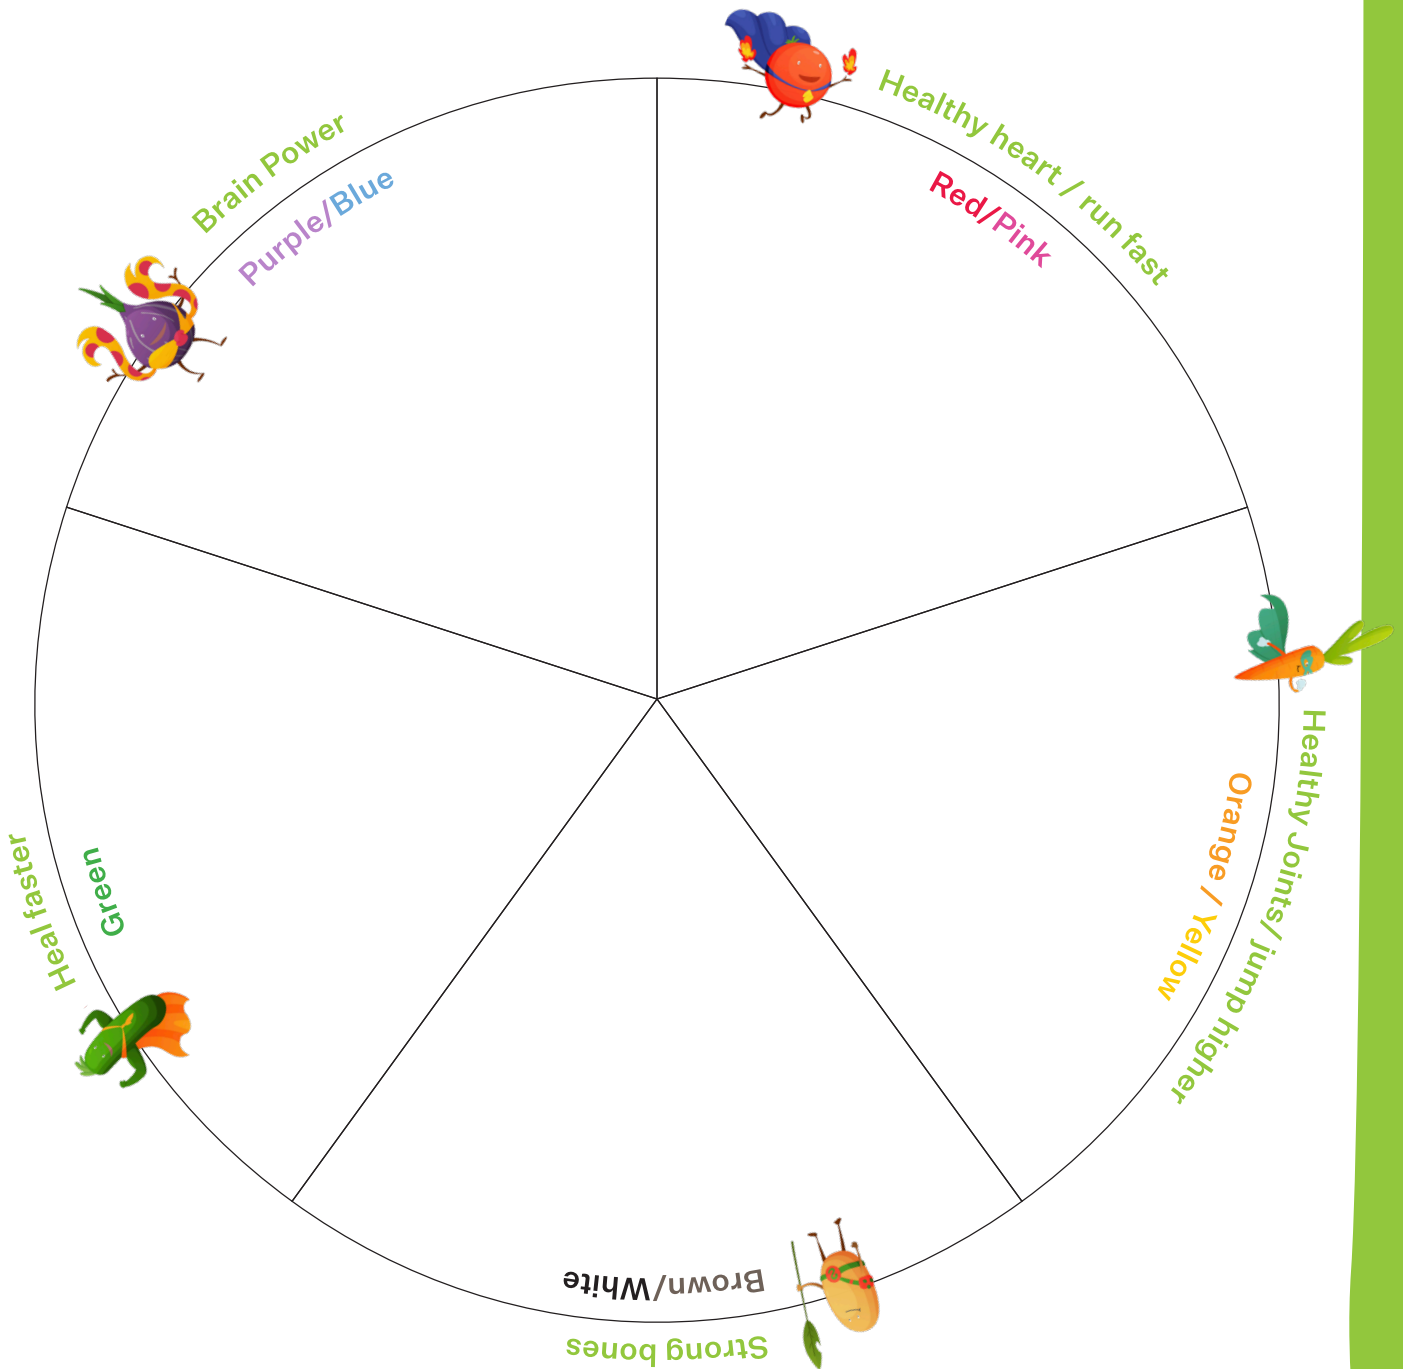 Healthy heart / run fast
Red/Pink
Healthy Joints/ jump higher
Orange / Yellow
Strong bones
Brown/White
Heal faster
Green
Brain Power
Purple/Blue